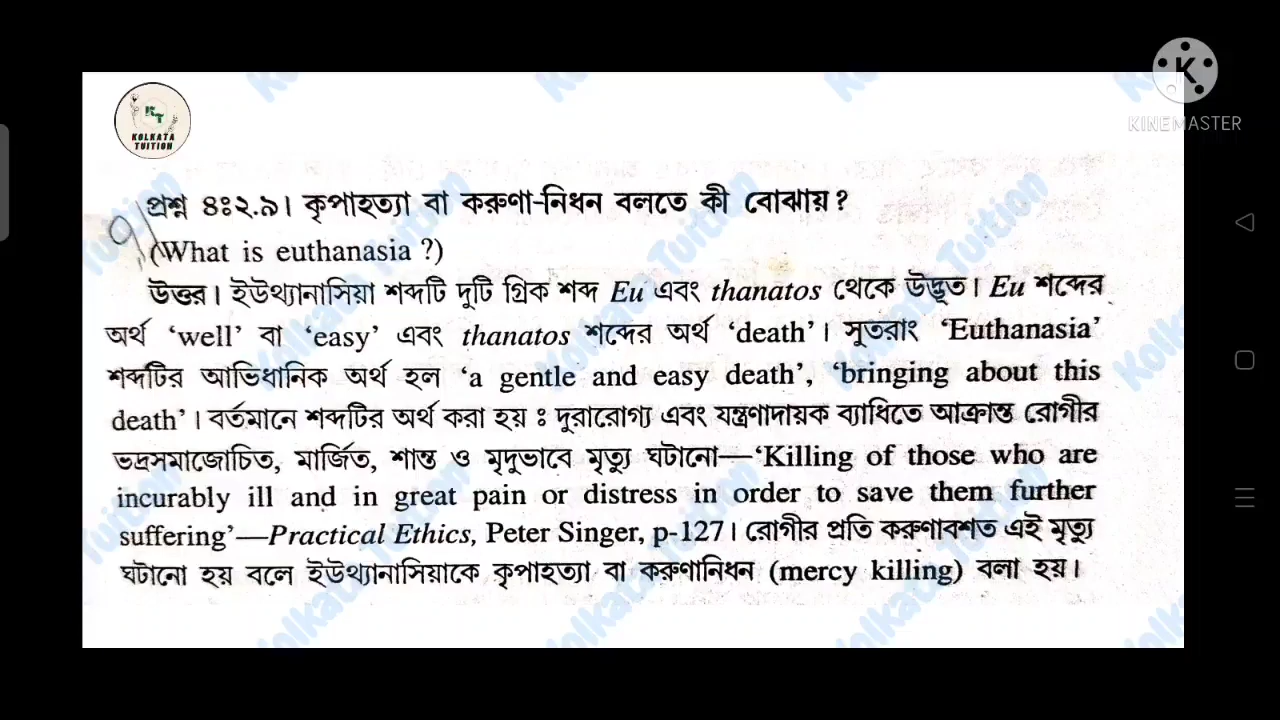 KINEMASTER
KT
KOLKATA
TUITION
প্রশ্ন ৪ঃ২.৯। কৃপাহত্যা বা করুণা-নিধন বলতে কী বোঝায় ?
(What is euthanasia ?)
উত্তর। ইউথ্যানাসিয়া শব্দটি দুটি গ্রিক শব্দ Eu এবং thanatos থেকে উদ্ভূত। Eu শব্দের
অর্থ ‘well’ বা ‘easy’ এবং thanatos শব্দের অর্থ ‘death’। সুতরাং ‘Euthanasia’
শব্দটির আভিধানিক অর্থ হল ‘a gentle and easy death’, ‘bringing about this
death’। বর্তমানে শব্দটির অর্থ করা হয় ঃ দুরারোগ্য এবং যন্ত্রণাদায়ক ব্যাধিতে আক্রান্ত রোগীর
ভদ্রসমাজোচিত, মার্জিত, শান্ত ও মৃদুভাবে মৃত্যু ঘটানো—‘Killing of those who are
incurably ill and in great pain or distress in order to save them further
suffering’—Practical Ethics, Peter Singer, p-127। রোগীর প্রতি করুণাবশত এই মৃত্যু
ঘটানো হয় বলে ইউথ্যানাসিয়াকে কৃপাহত্যা বা করুণানিধন (mercy killing) বলা হয়।
Kolkata Tuition